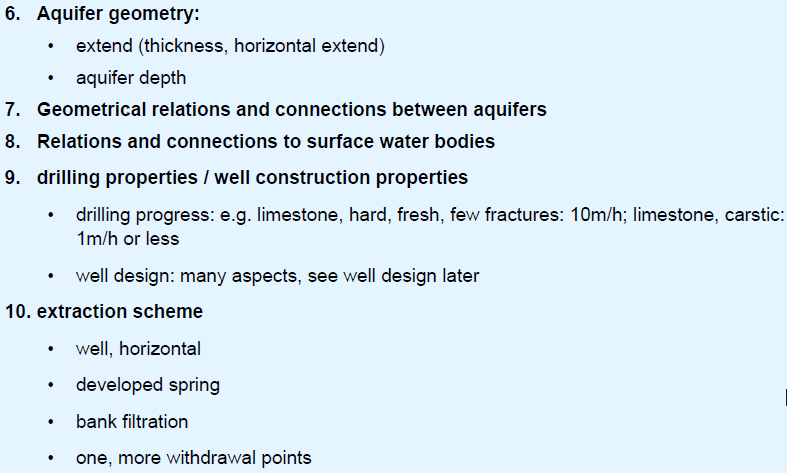 6. Aquifer geometry:
• extend (thickness, horizontal extend)
• aquifer depth
7. Geometrical relations and connections between aquifers
8. Relations and connections to surface water bodies
9. drilling properties / well construction properties
• drilling progress: e.g. limestone, hard, fresh, few fractures: 10m/h; limestone, carstic:
1m/h or less
• well design: many aspects, see well design later
10. extraction scheme
• well, horizontal
• developed spring
• bank filtration
• one, more withdrawal points